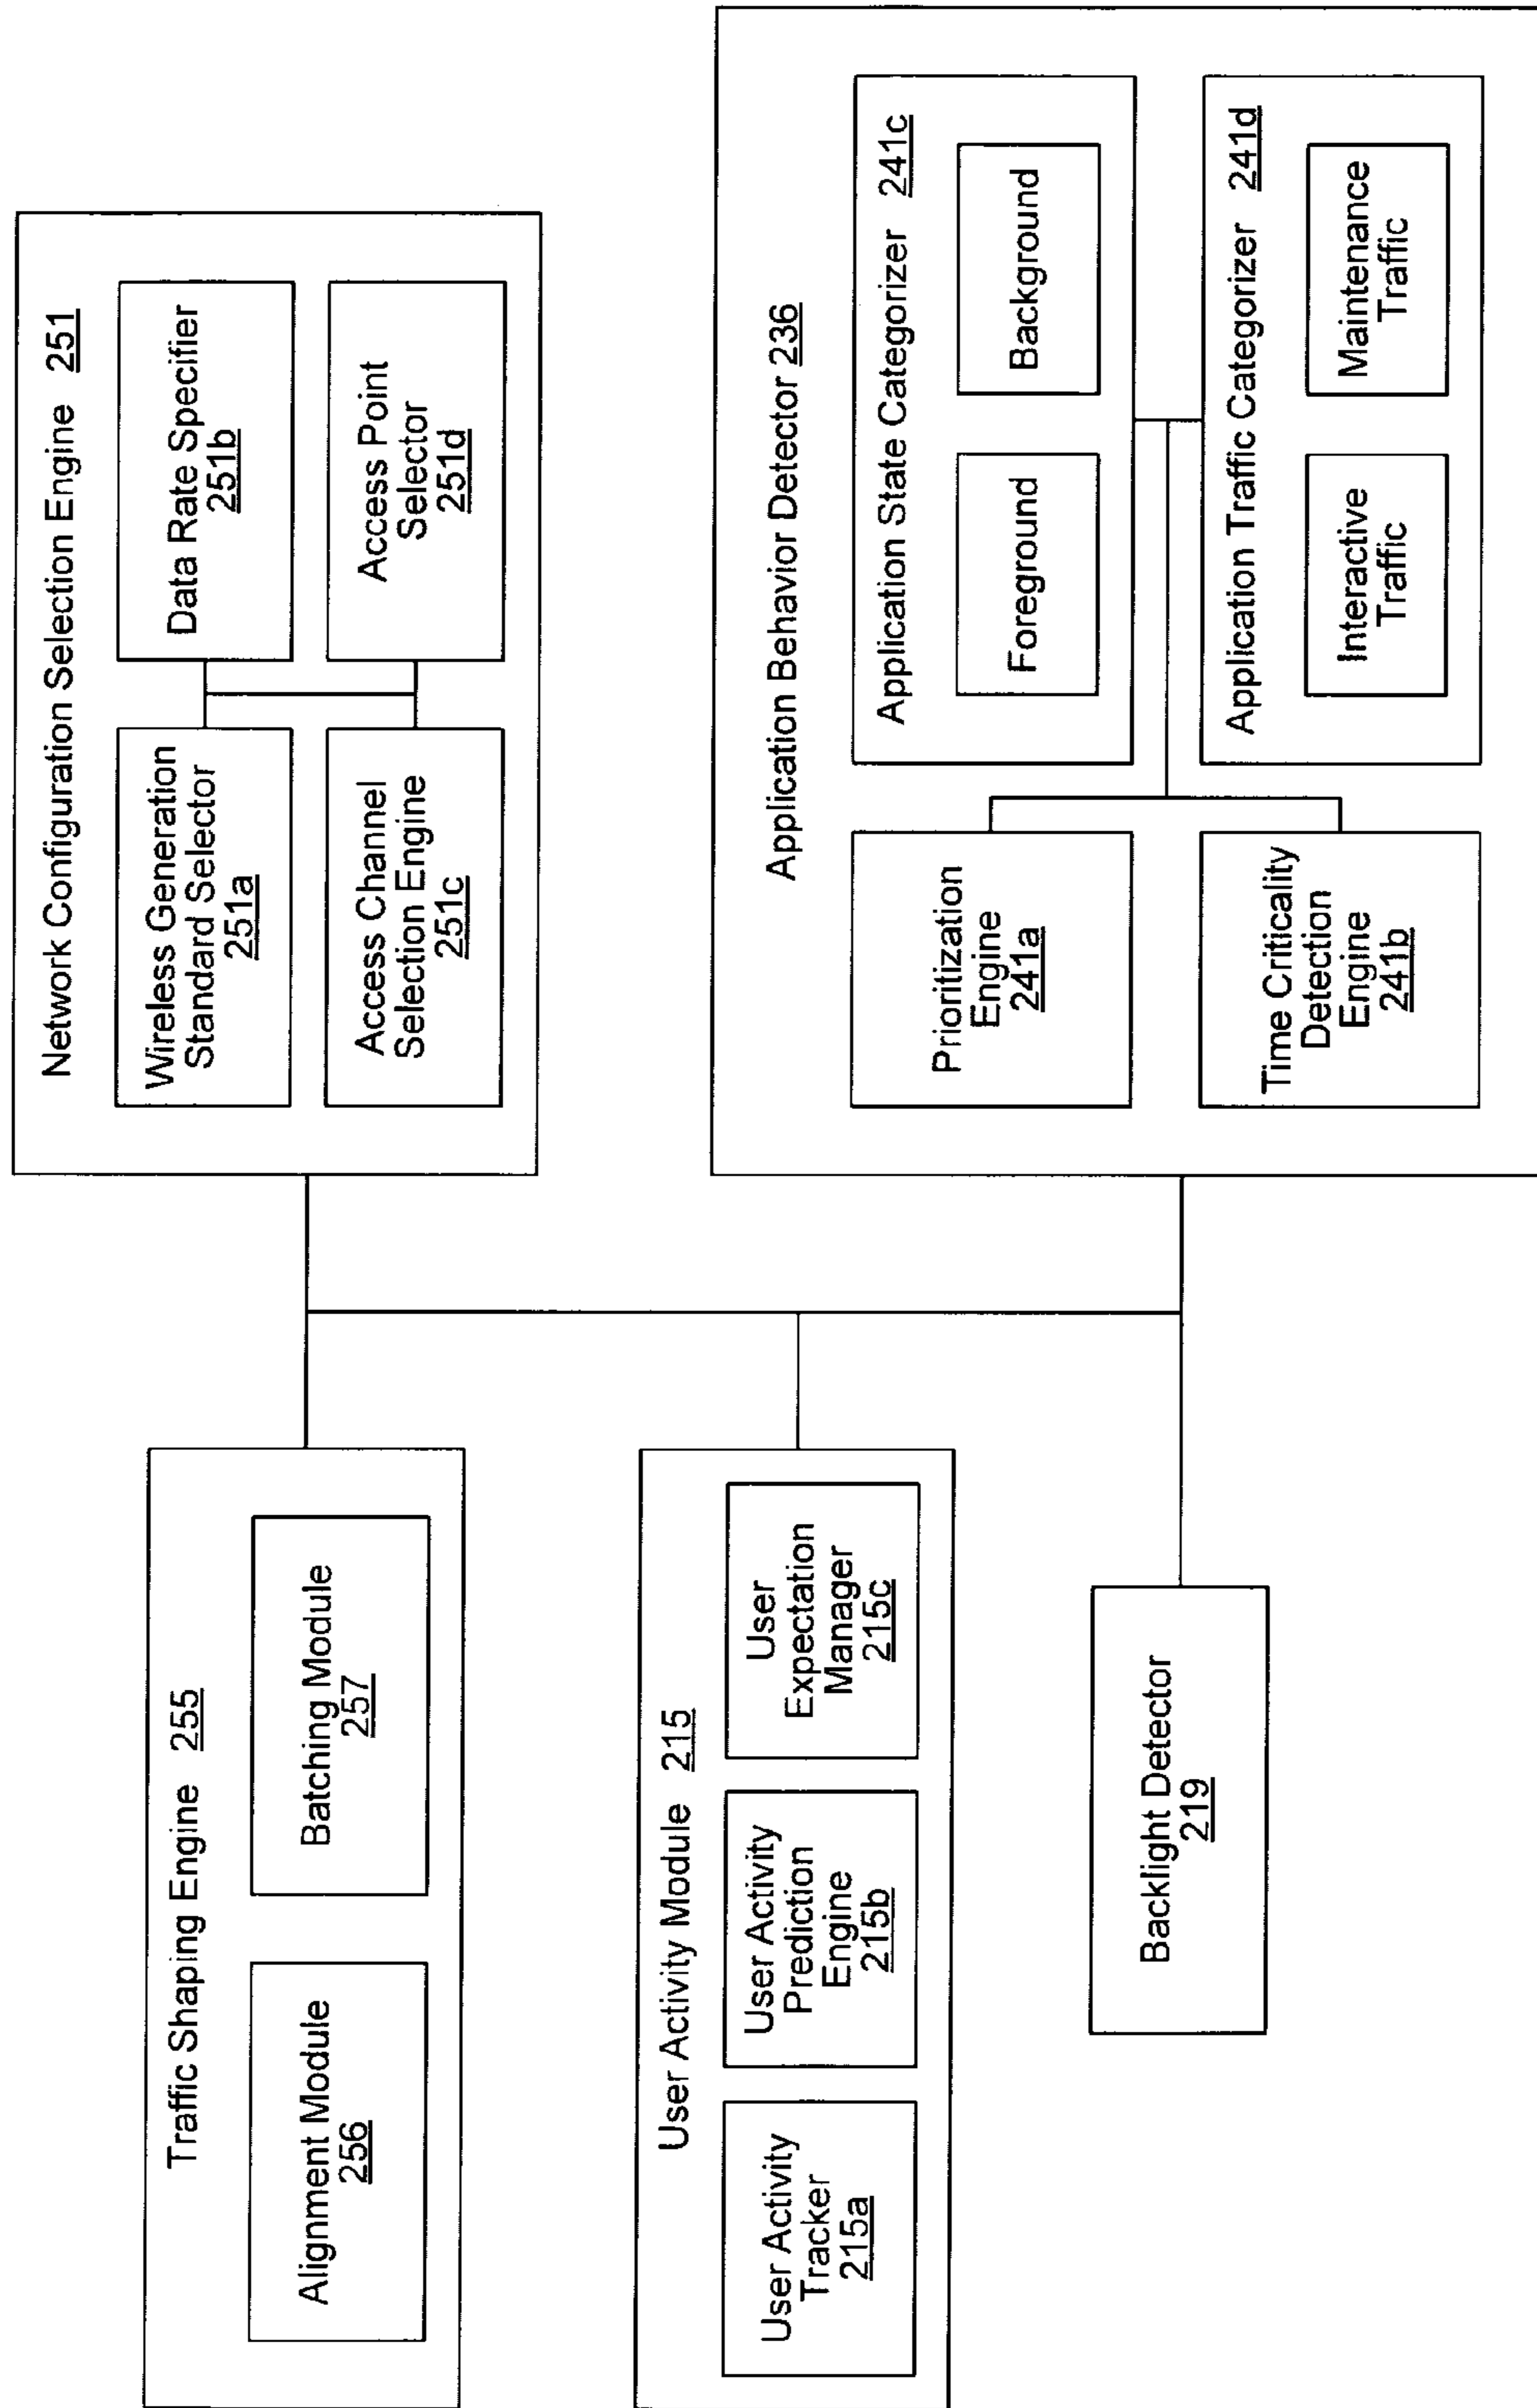 Traffic Shaping Engine 255
Alignment Module
256
Batching Module
257
User Activity Module 215
User Activity
Tracker
215a
User Activity
Prediction
Engine
215b
User
Expectation
Manager
215c
Backlight Detector
219
Network Configuration Selection Engine 251
Wireless Generation
Standard Selector
251a
Data Rate Specifier
251b
Access Channel
Selection Engine
251c
Access Point
Selector
251d
Application Behavior Detector 236
Prioritization
Engine
241a
Time Criticality
Detection
Engine
241b
Application State Categorizer 241c
Foreground
Background
Application Traffic Categorizer 241d
Interactive
Traffic
Maintenance
Traffic